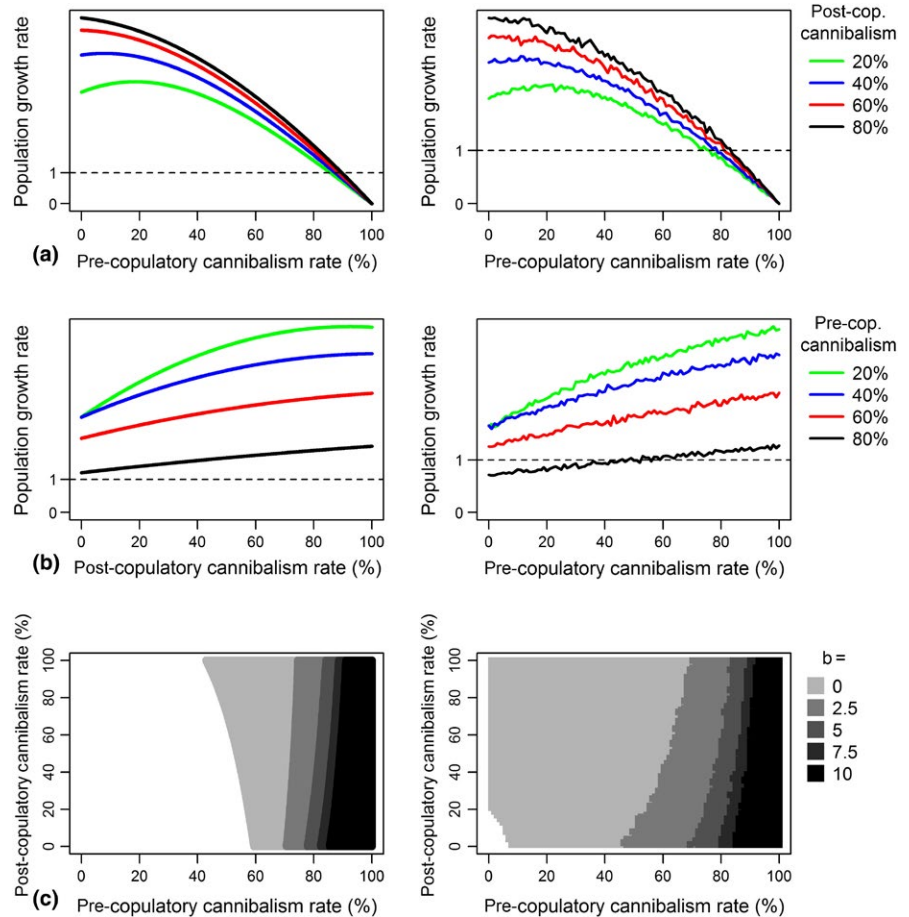 Population growth rate
1
0
0 20 40 60 80 100
Pre-copulatory cannibalism rate (%)
(a)
Population growth rate
1
0
0 20 40 60 80 100
Pre-copulatory cannibalism rate (%)
Post-cop.
cannibalism
20%
40%
60%
80%
Population growth rate
1
0
0 20 40 60 80 100
Post-copulatory cannibalism rate (%)
(b)
Population growth rate
1
0
0 20 40 60 80 100
Pre-copulatory cannibalism rate (%)
Pre-cop.
cannibalism
20%
40%
60%
80%
Post-copulatory cannibalism rate (%)
100
80
60
40
20
0
0 20 40 60 80 100
Pre-copulatory cannibalism rate (%)
(c)
Post-copulatory cannibalism rate (%)
100
80
60
40
20
0
0 20 40 60 80 100
Pre-copulatory cannibalism rate (%)
b =
0
2.5
5
7.5
10